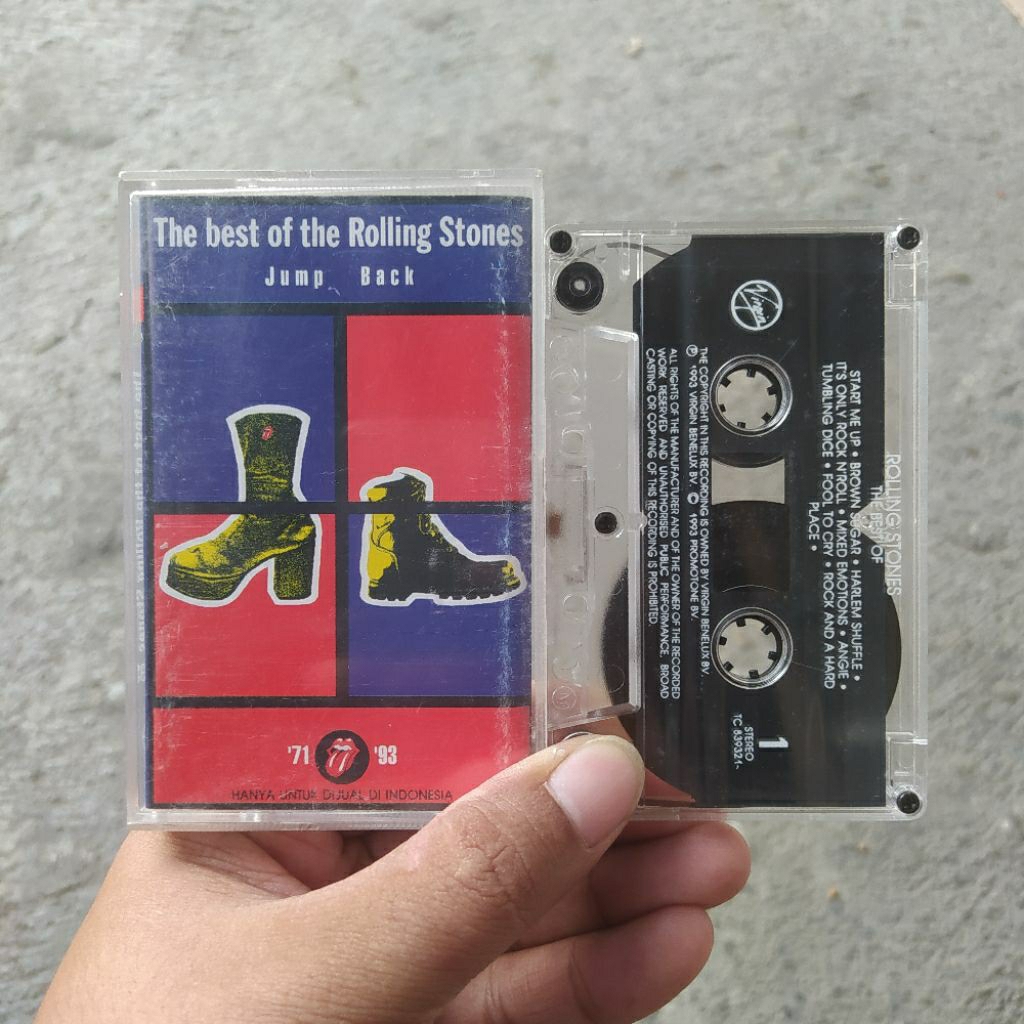 The best of the Rolling Stones
Jump Back
'71 '93
HANYA UNTUK DIJUAL DI INDONESIA
Virgin
ROLLING STONES
THE BEST OF
START ME UP • BROWN SUGAR • HARLEM SHUFFLE •
IT'S ONLY ROCK N'ROLL • MIXED EMOTIONS • ANGIE •
TUMBLING DICE • FOOL TO CRY • ROCK AND A HARD
PLACE •
1
STEREO
TC 839321-
THE COPYRIGHT IN THIS RECORDING IS OWNED BY VIRGIN BENELUX BV. . .
℗ 1993 VIRGIN BENELUX BV. © 1993 PROMOTONE BV.
ALL RIGHTS OF THE MANUFACTURER AND OF THE OWNER OF THE RECORDED
WORK RESERVED AND UNAUTHORISED PUBLIC PERFORMANCE, BROAD
CASTING OR COPYING OF THIS RECORDING IS PROHIBITED